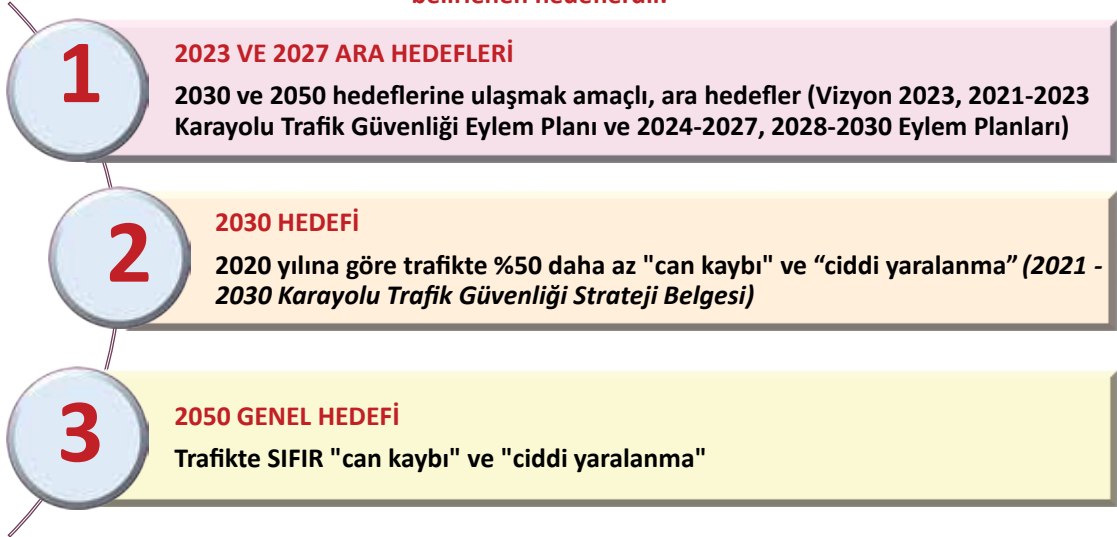 belirlenen hedeflerdir.
1
2023 VE 2027 ARA HEDEFLERİ
2030 ve 2050 hedeflerine ulaşmak amaçlı, ara hedefler (Vizyon 2023, 2021-2023
Karayolu Trafik Güvenliği Eylem Planı ve 2024-2027, 2028-2030 Eylem Planları)
2
2030 HEDEFİ
2020 yılına göre trafikte %50 daha az "can kaybı" ve “ciddi yaralanma” (2021 -
2030 Karayolu Trafik Güvenliği Strateji Belgesi)
3
2050 GENEL HEDEFİ
Trafikte SIFIR "can kaybı" ve "ciddi yaralanma"